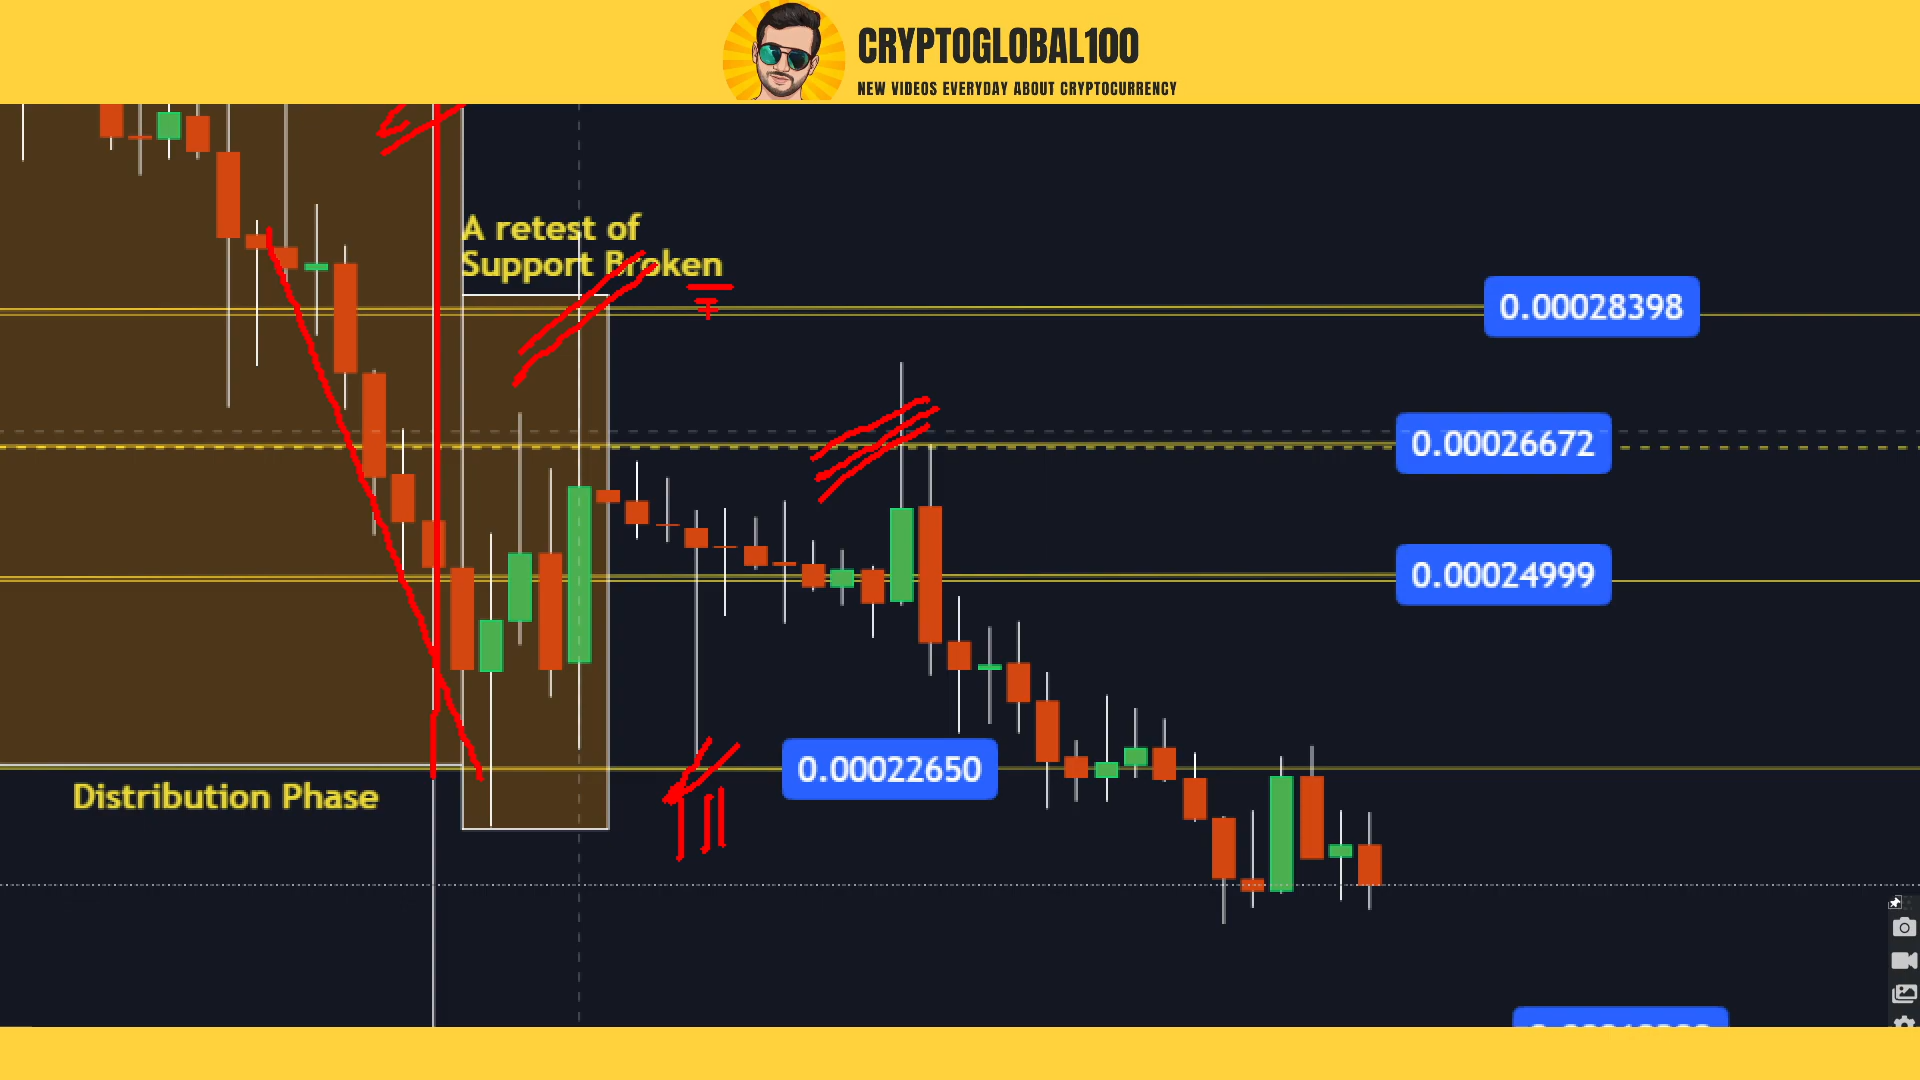 CRYPTOGLOBAL100
NEW VIDEOS EVERYDAY ABOUT CRYPTOCURRENCY
A retest of
Support Broken
0.00028398
0.00026672
0.00024999
0.00022650
Distribution Phase